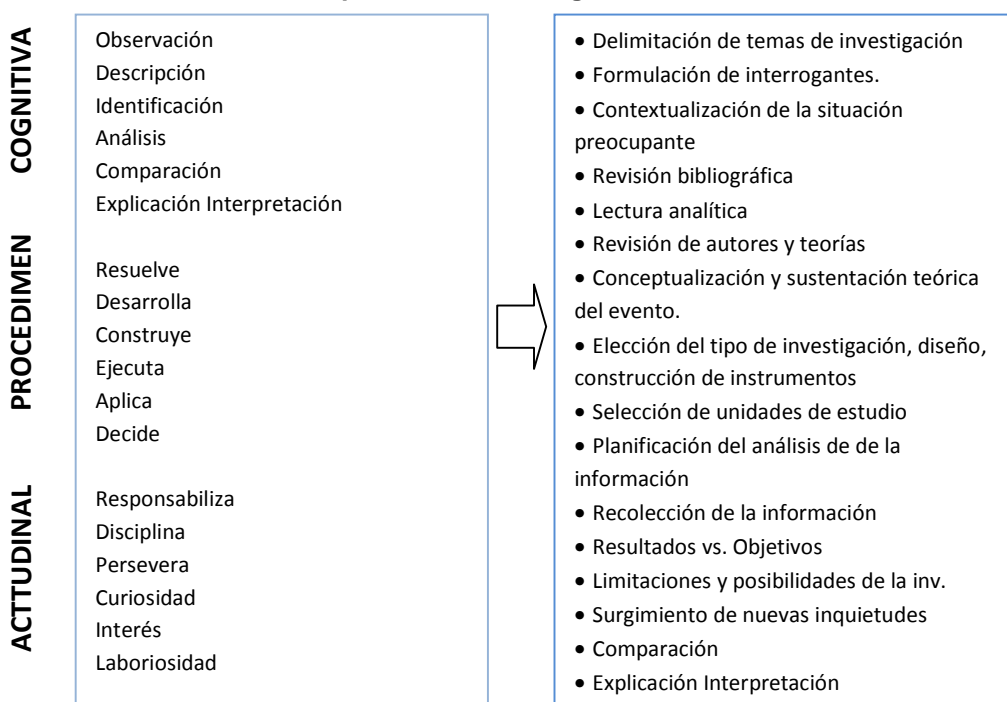 COGNITIVA
Observación
Descripción
Identificación
Análisis
Comparación
Explicación Interpretación
PROCEDIMEN
Resuelve
Desarrolla
Construye
Ejecuta
Aplica
Decide
ACTTUDINAL
Responsabiliza
Disciplina
Persevera
Curiosidad
Interés
Laboriosidad
• Delimitación de temas de investigación
• Formulación de interrogantes.
• Contextualización de la situación
preocupante
• Revisión bibliográfica
• Lectura analítica
• Revisión de autores y teorías
• Conceptualización y sustentación teórica
del evento.
• Elección del tipo de investigación, diseño,
construcción de instrumentos
• Selección de unidades de estudio
• Planificación del análisis de de la
información
• Recolección de la información
• Resultados vs. Objetivos
• Limitaciones y posibilidades de la inv.
• Surgimiento de nuevas inquietudes
• Comparación
• Explicación Interpretación